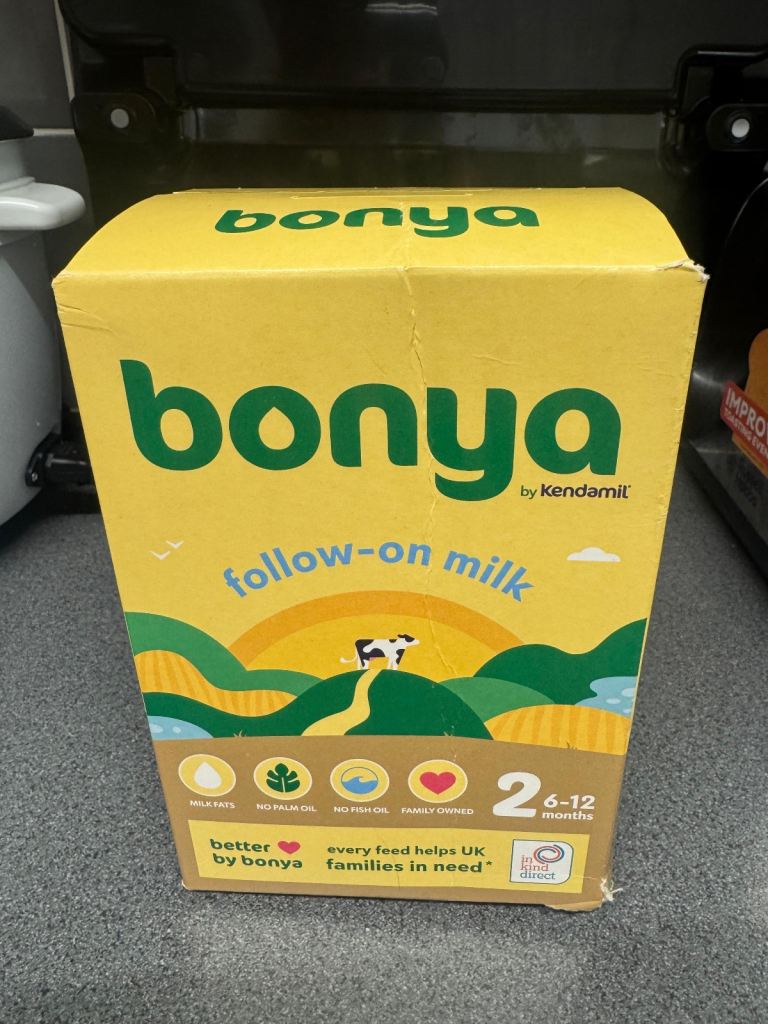 bonya
bonya
by Kendamil
follow-on milk
MILK FATS
NO PALM OIL
NO FISH OIL
FAMILY OWNED
2 6-12
months
better
by bonya
every feed helps UK
families in need*
in
kind
direct